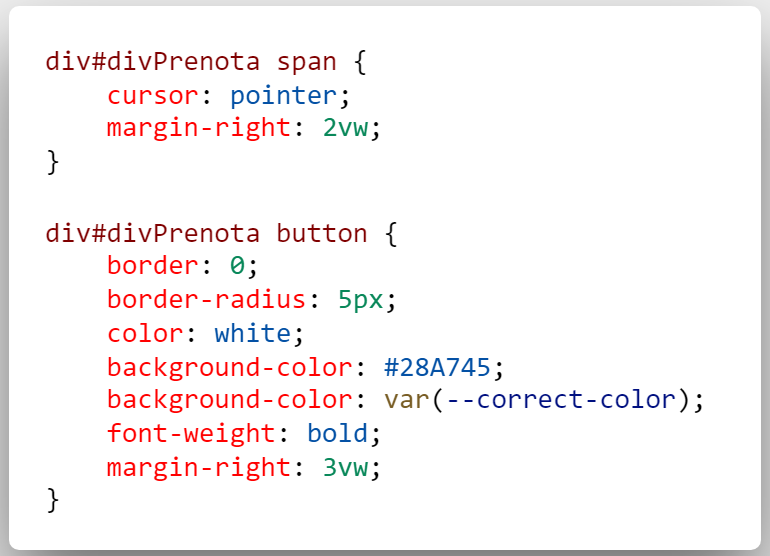 div#divPrenota span {
    cursor: pointer;
    margin-right: 2vw;
}

div#divPrenota button {
    border: 0;
    border-radius: 5px;
    color: white;
    background-color: #28A745;
    background-color: var(--correct-color);
    font-weight: bold;
    margin-right: 3vw;
}